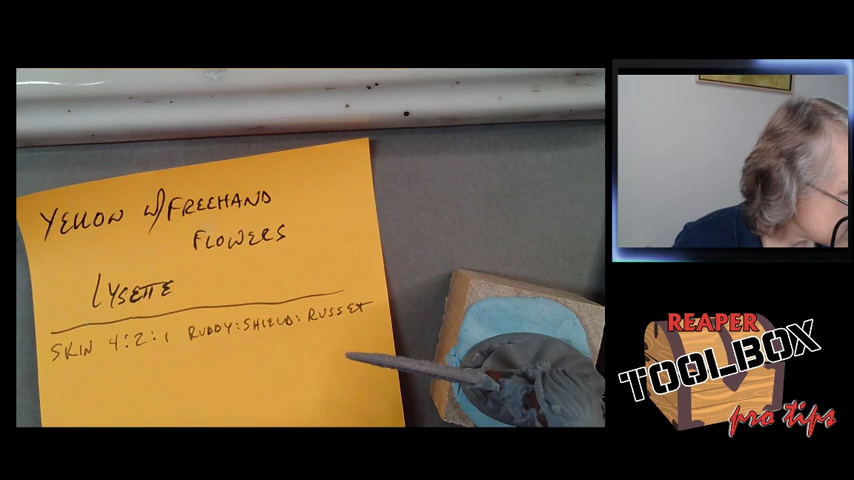 YELLOW W/FREEHAND
FLOWERS
LYSETTE
SKIN 4:2:1 RUDDY:SHIELD:RUSSET
REAPER
TOOLBOX
pro tips